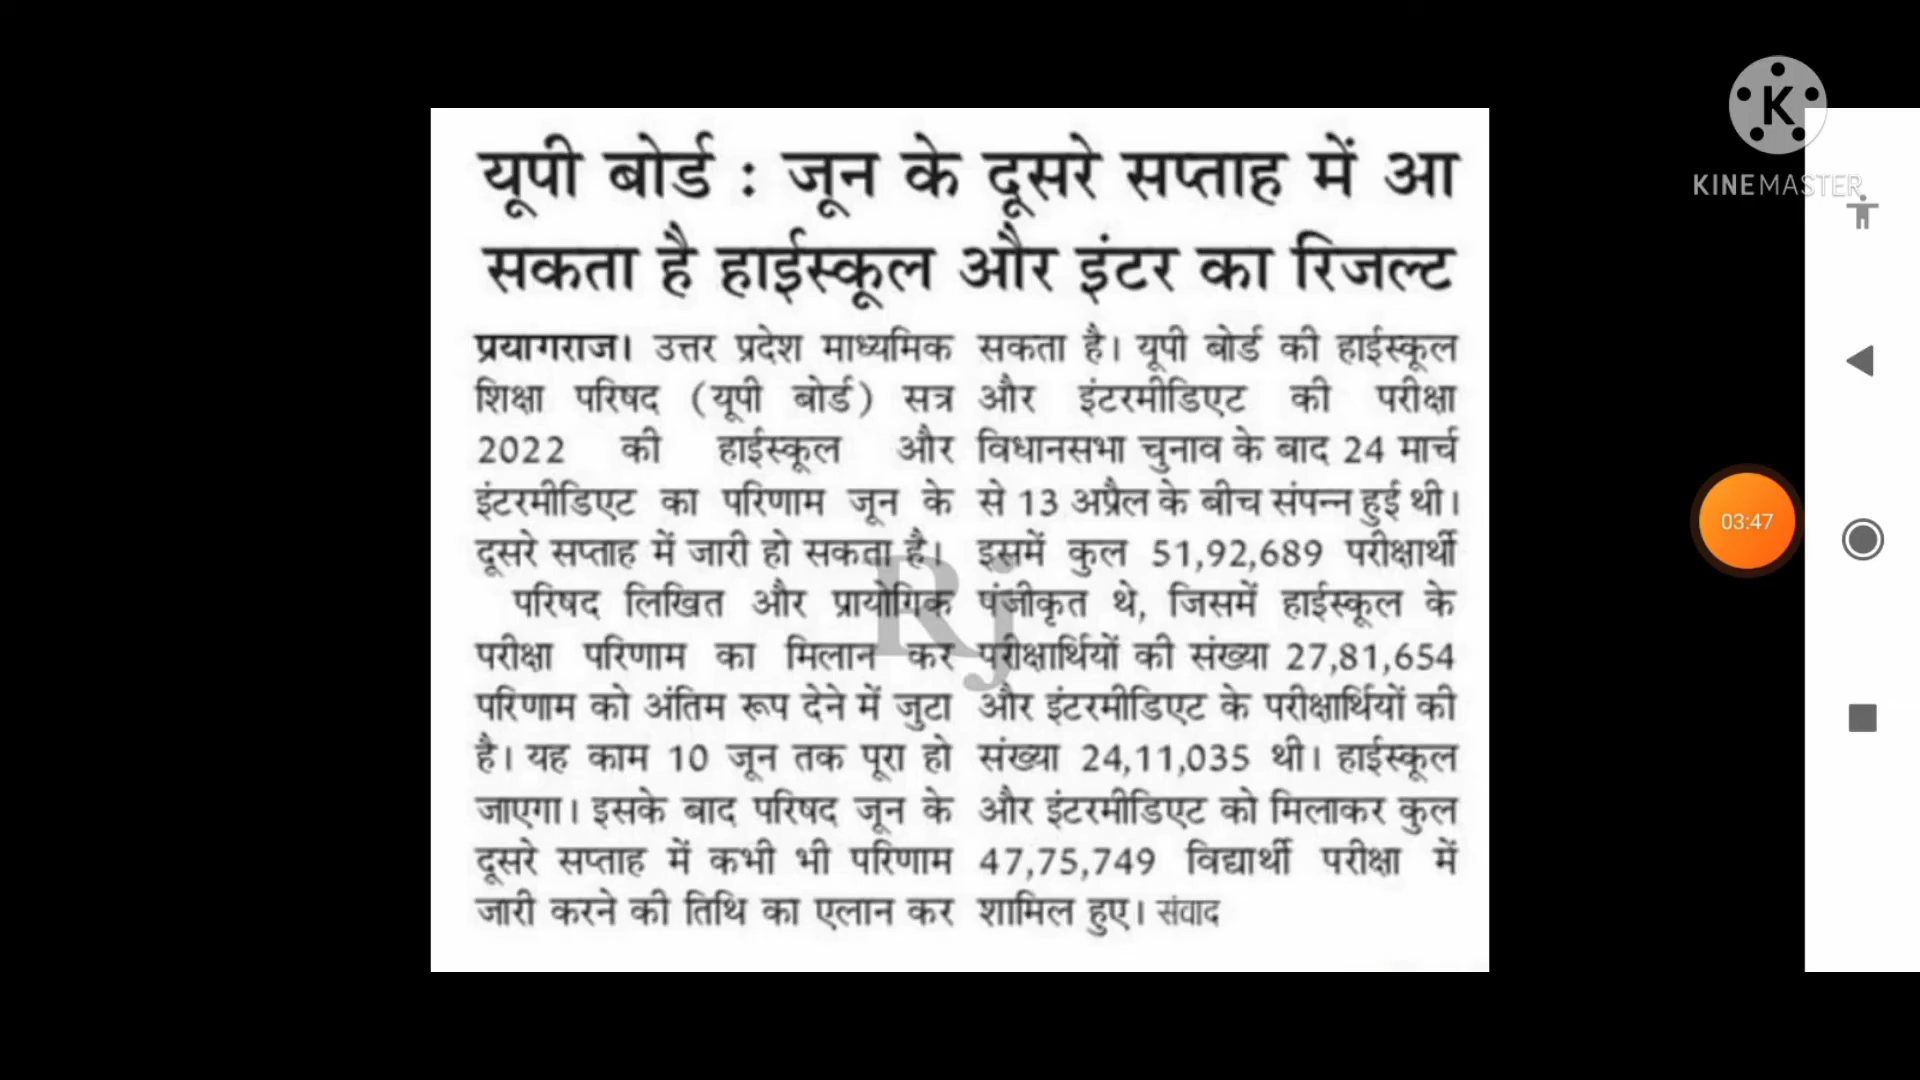 यूपी बोर्ड : जून के दूसरे सप्ताह में आ
सकता है हाईस्कूल और इंटर का रिजल्ट
प्रयागराज। उत्तर प्रदेश माध्यमिक
शिक्षा परिषद (यूपी बोर्ड) सत्र
2022 की हाईस्कूल और
इंटरमीडिएट का परिणाम जून के
दूसरे सप्ताह में जारी हो सकता है।
परिषद लिखित और प्रायोगिक
परीक्षा परिणाम का मिलान कर
परिणाम को अंतिम रूप देने में जुटा
है। यह काम 10 जून तक पूरा हो
जाएगा। इसके बाद परिषद जून के
दूसरे सप्ताह में कभी भी परिणाम
जारी करने की तिथि का एलान कर
सकता है। यूपी बोर्ड की हाईस्कूल
और इंटरमीडिएट की परीक्षा
विधानसभा चुनाव के बाद 24 मार्च
से 13 अप्रैल के बीच संपन्न हुई थी।
इसमें कुल 51,92,689 परीक्षार्थी
पंजीकृत थे, जिसमें हाईस्कूल के
परीक्षार्थियों की संख्या 27,81,654
और इंटरमीडिएट के परीक्षार्थियों की
संख्या 24,11,035 थी। हाईस्कूल
और इंटरमीडिएट को मिलाकर कुल
47,75,749 विद्यार्थी परीक्षा में
शामिल हुए। संवाद
Rj
K
KINEMASTER
03:47